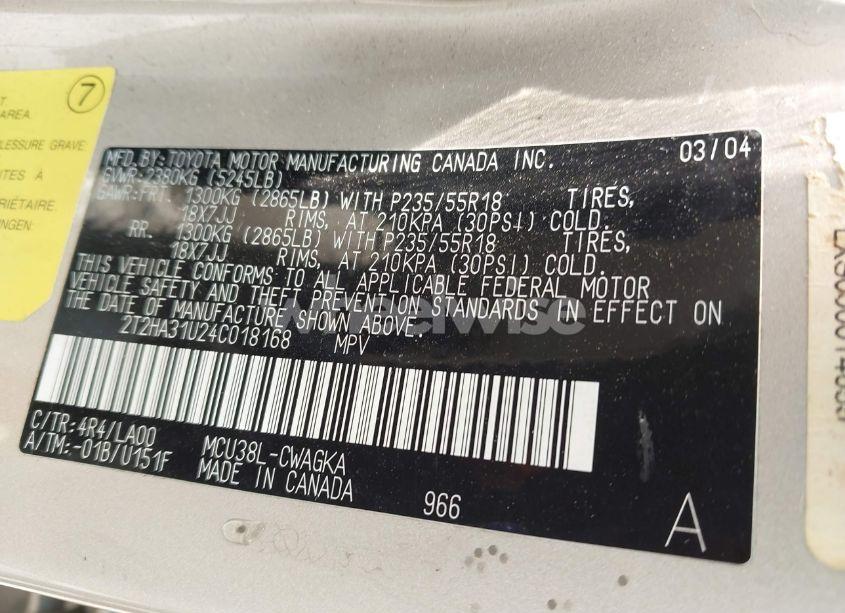 7
AREA.
PRESSURE GRAVE
MFD. BY: TOYOTA MOTOR MANUFACTURING CANADA INC. 03/04
GVWR: 2380KG (5245LB)
GAWR: FRT. 1300KG (2865LB) WITH P235/55R18 TIRES,
18X7JJ RIMS, AT 210KPA (30PSI) COLD.
RR. 1300KG (2865LB) WITH P235/55R18 TIRES,
18X7JJ RIMS, AT 210KPA (30PSI) COLD.
THIS VEHICLE CONFORMS TO ALL APPLICABLE FEDERAL MOTOR
VEHICLE SAFETY AND THEFT PREVENTION STANDARDS IN EFFECT ON
THE DATE OF MANUFACTURE SHOWN ABOVE.
2T2HA31U24C018168 MPV
C/TR: 4R4/LA00 MCU38L-CWAGKA
A/TM: -01B/U151F MADE IN CANADA
966
A